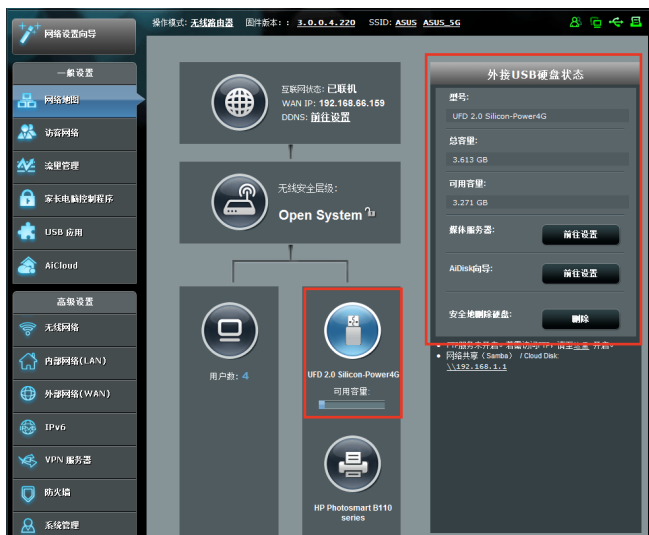 网络设置向导
操作模式: 无线路由器 固件版本: : 3.0.0.4.220 SSID: ASUS ASUS_5G
一般设置
网络地图
访客网络
流量管理
家长电脑控制程序
USB 应用
AiCloud
高级设置
无线网络
内部网络(LAN)
外部网络(WAN)
IPv6
VPN 服务器
防火墙
系统管理
互联网状态: 已联机
WAN IP: 192.168.66.159
DDNS: 前往设置
无线安全层级:
Open System
用户数: 4
UFD 2.0 Silicon-Power4G
可用容量:
HP Photosmart B110
series
外接USB硬盘状态
型号:
UFD 2.0 Silicon-Power4G
总容量:
3.613 GB
可用容量:
3.271 GB
媒体服务器: 前往设置
AiDisk向导: 前往设置
安全地删除硬盘: 删除
网络共享 (Samba) / Cloud Disk:
\\192.168.1.1